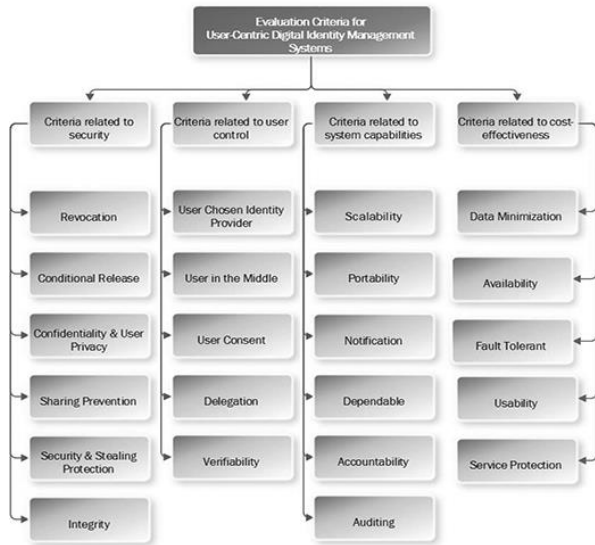 Evaluation Criteria for
User-Centric Digital Identity Management
Systems
Criteria related to
security
Criteria related to user
control
Criteria related to
system capabilities
Criteria related to cost-
effectiveness
Revocation
User Chosen Identity
Provider
Scalability
Data Minimization
Conditional Release
User in the Middle
Portability
Availability
Confidentiality & User
Privacy
User Consent
Notification
Fault Tolerant
Sharing Prevention
Delegation
Dependable
Usability
Security & Stealing
Protection
Verifiability
Accountability
Service Protection
Integrity
Auditing